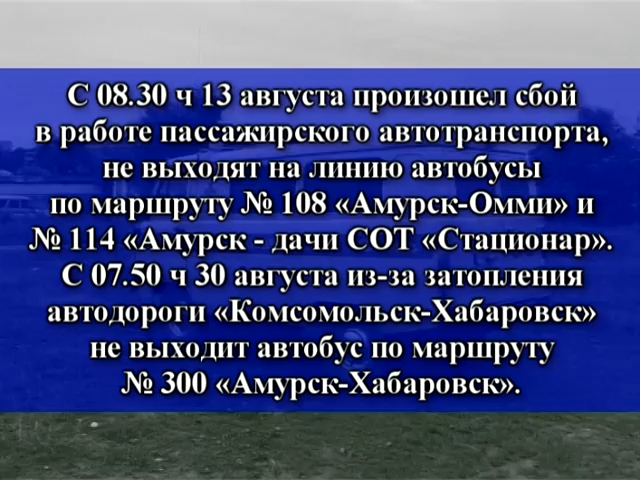 С 08.30 ч 13 августа произошел сбой
в работе пассажирского автотранспорта,
не выходят на линию автобусы
по маршруту № 108 «Амурск-Омми» и
№ 114 «Амурск - дачи СОТ «Стационар».
С 07.50 ч 30 августа из-за затопления
автодороги «Комсомольск-Хабаровск»
не выходит автобус по маршруту
№ 300 «Амурск-Хабаровск».